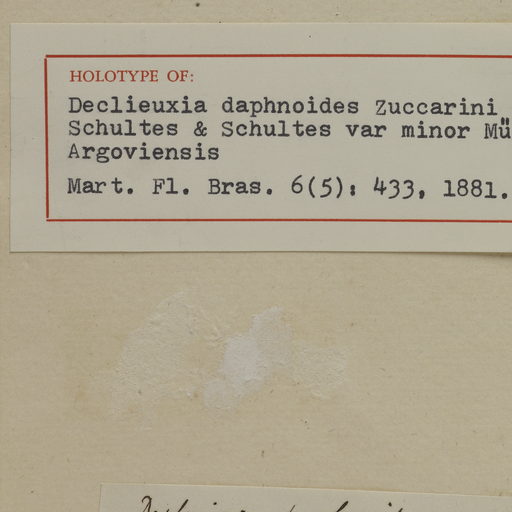 HOLOTYPE OF:
Declieuxia daphnoides Zuccarini
Schultes & Schultes var minor Mü
Argoviensis
Mart. Fl. Bras. 6(5): 433, 1881.